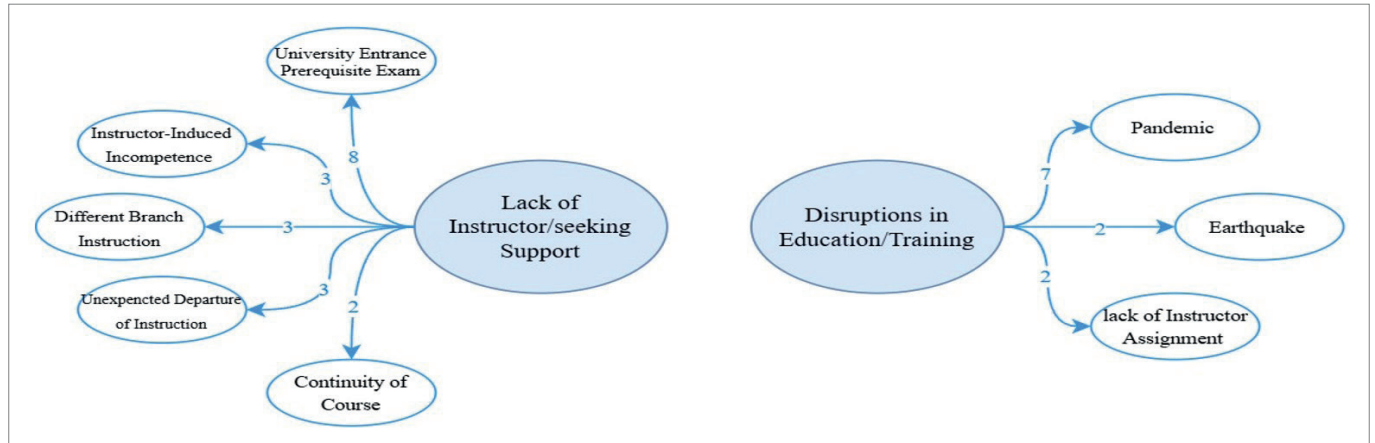 University Entrance
Prerequisite Exam
Instructor-Induced
Incompetence
Different Branch
Instruction
Unexpencted Departure
of Instruction
Continuity of
Course
8
3
3
3
2
Lack of
Instructor/seeking
Support
Disruptions in
Education/Training
7
2
2
Pandemic
Earthquake
lack of Instructor
Assignment